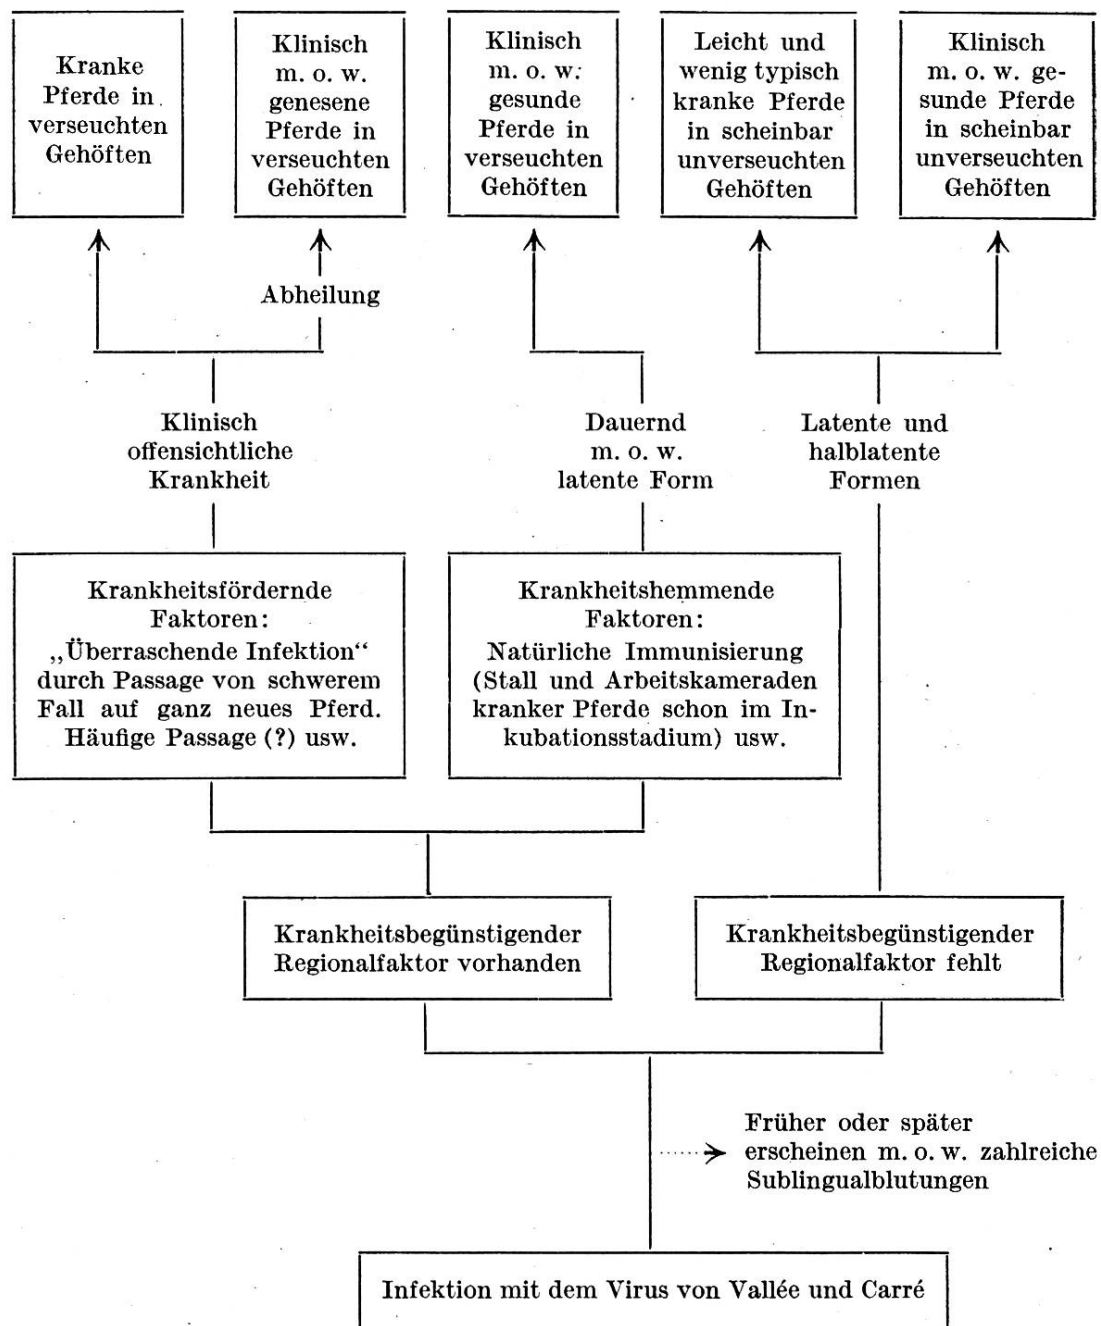 Kranke
Pferde in
verseuchten
Gehöften
Klinisch
m. o. w.
genesene
Pferde in
verseuchten
Gehöften
Klinisch
m. o. w.
gesunde
Pferde in
verseuchten
Gehöften
Leicht und
wenig typisch
kranke Pferde
in scheinbar
unverseuchten
Gehöften
Klinisch
m. o. w. ge-
sunde Pferde
in scheinbar
unverseuchten
Gehöften
Abheilung
Klinisch
offensichtliche
Krankheit
Dauernd
m. o. w.
latente Form
Latente und
halblatente
Formen
Krankheitsfördernde
Faktoren:
„Überraschende Infektion“
durch Passage von schwerem
Fall auf ganz neues Pferd.
Häufige Passage (?) usw.
Krankheitshemmende
Faktoren:
Natürliche Immunisierung
(Stall und Arbeitskameraden
kranker Pferde schon im In-
kubationsstadium) usw.
Krankheitsbegünstigender
Regionalfaktor vorhanden
Krankheitsbegünstigender
Regionalfaktor fehlt
Früher oder später
erscheinen m. o. w. zahlreiche
Sublingualblutungen
Infektion mit dem Virus von Vallée und Carré